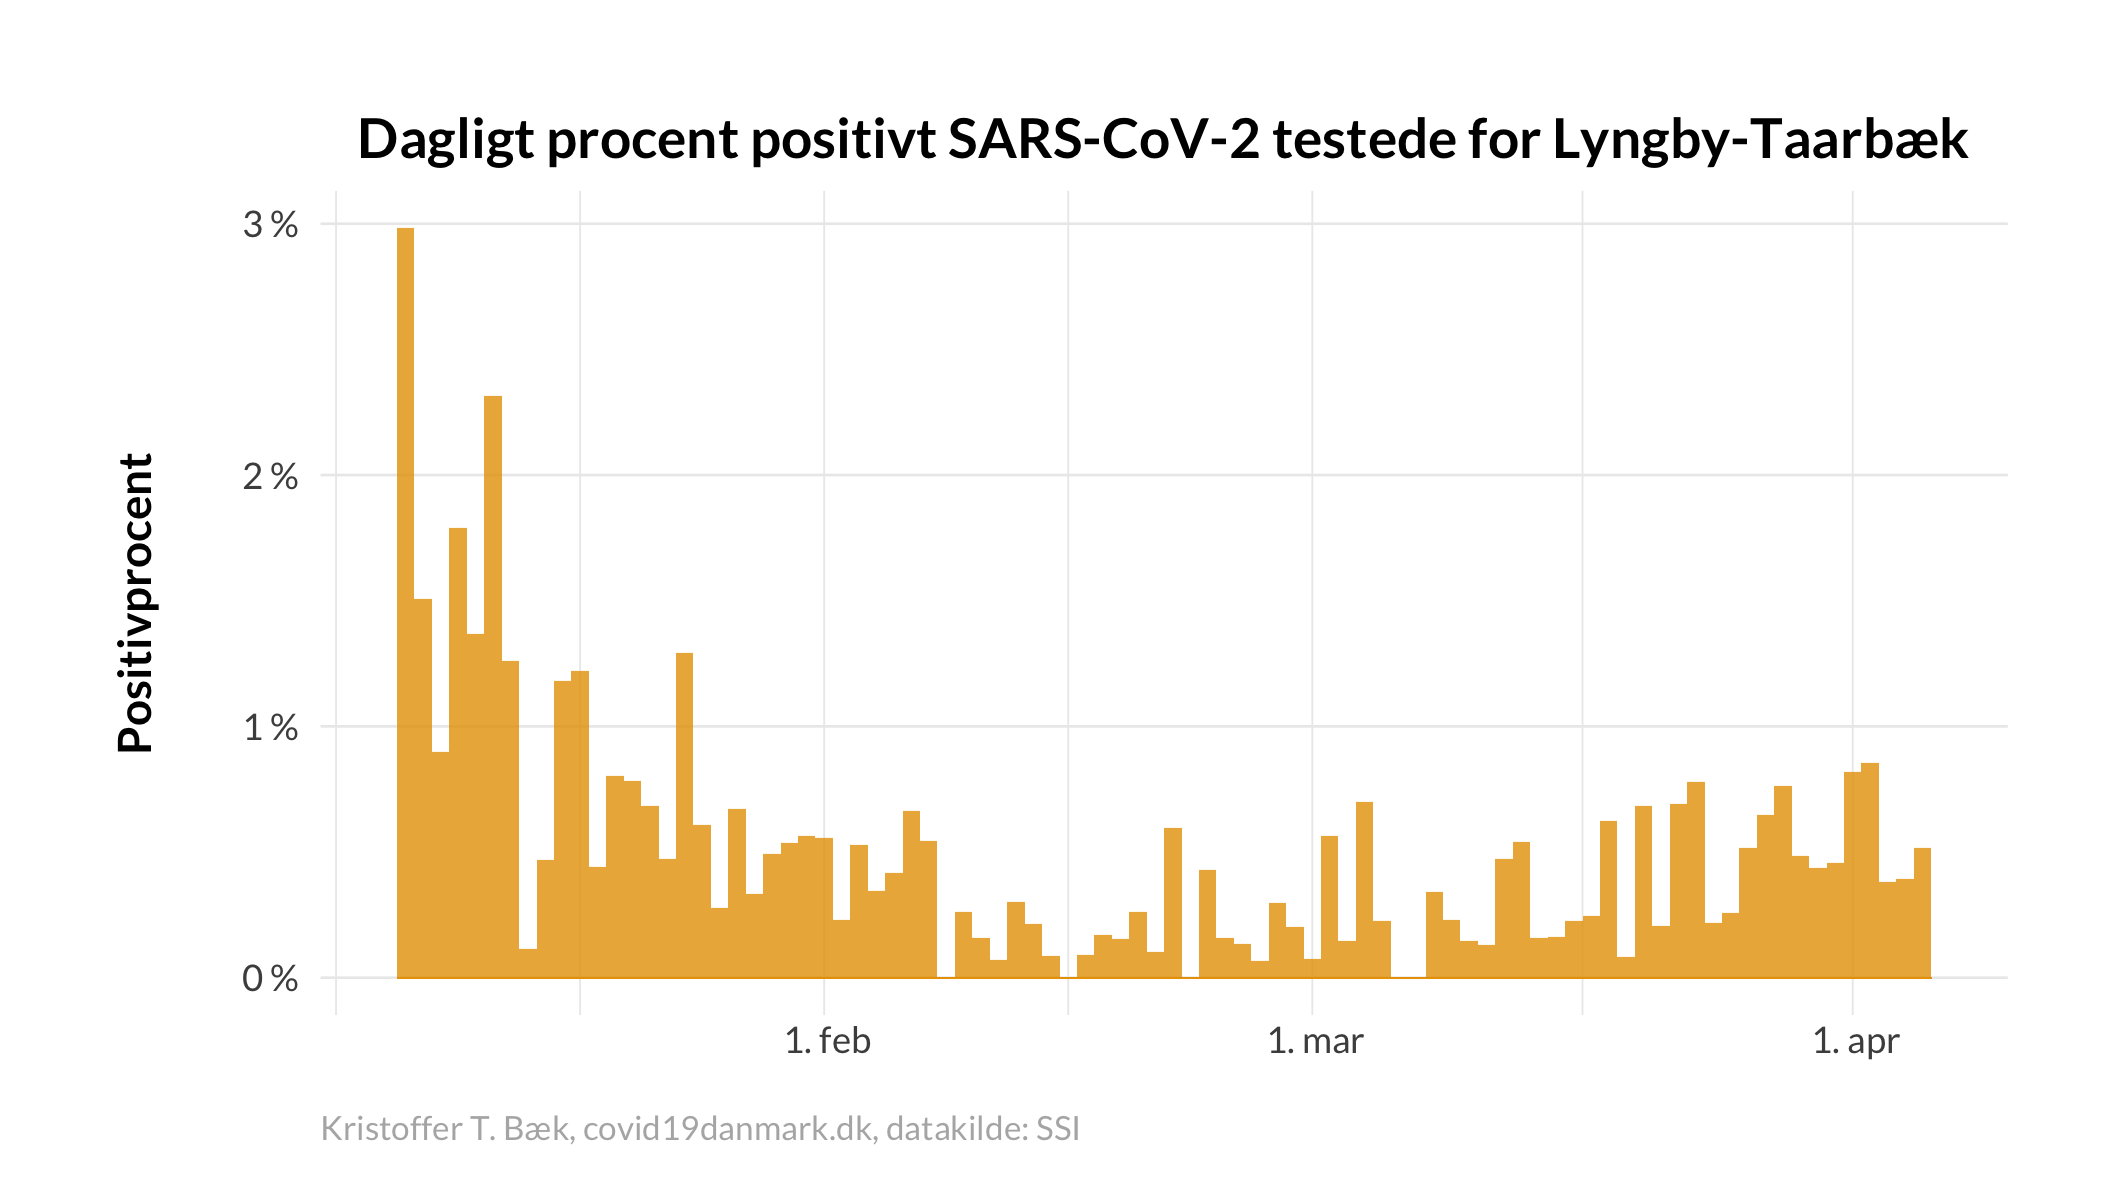 Dagligt procent positivt SARS-CoV-2 testede for Lyngby-Taarbæk
Positivprocent
3 %
2 %
1 %
0 %
1. feb
1. mar
1. apr
Kristoffer T. Bæk, covid19danmark.dk, datakilde: SSI